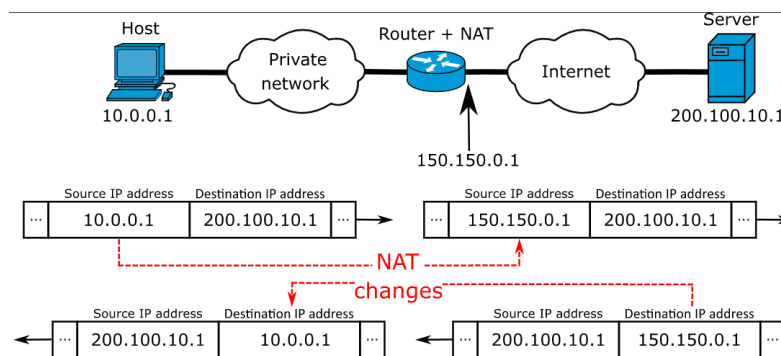 Host
Router + NAT
Server
Private
network
Internet
10.0.0.1
200.100.10.1
150.150.0.1
Source IP address Destination IP address
... 10.0.0.1 200.100.10.1 ...
Source IP address Destination IP address
... 150.150.0.1 200.100.10.1 ...
NAT
changes
Source IP address Destination IP address
... 200.100.10.1 10.0.0.1 ...
Source IP address Destination IP address
... 200.100.10.1 150.150.0.1 ...